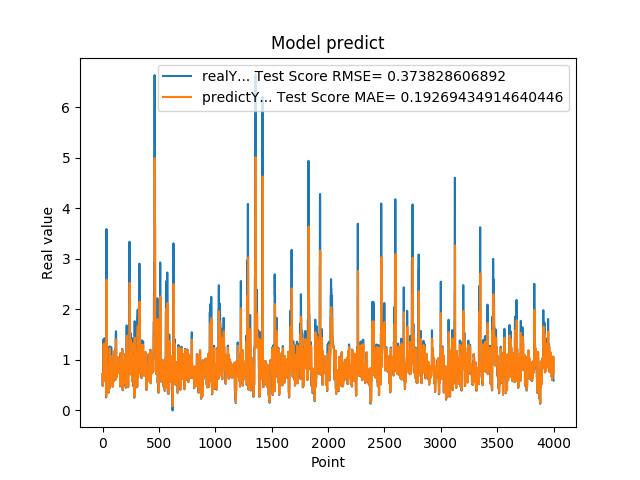 Model predict
realY... Test Score RMSE= 0.373828606892
predictY... Test Score MAE= 0.19269434914640446
Real value
6
5
4
3
2
1
0
0 500 1000 1500 2000 2500 3000 3500 4000
Point